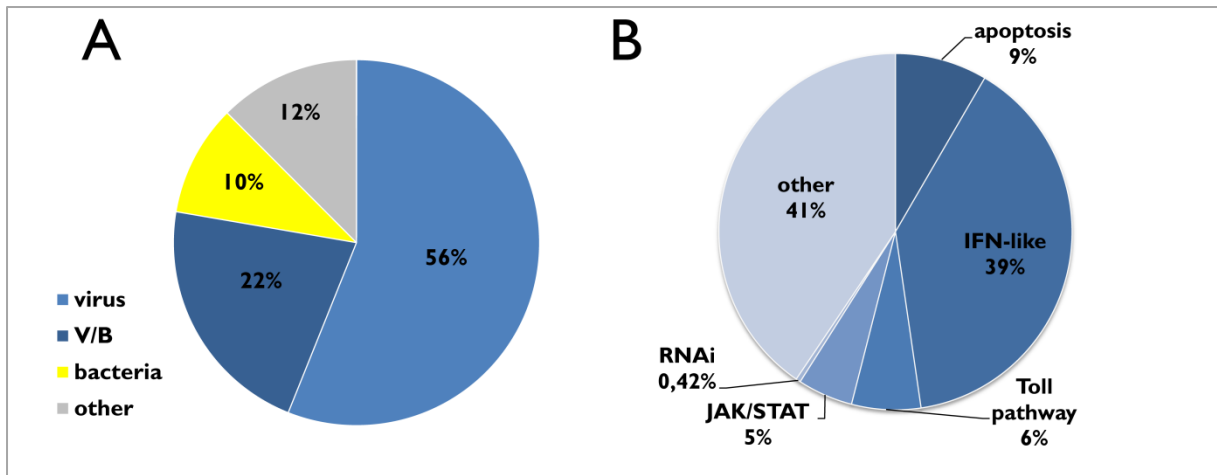 A
12%
10%
56%
22%
virus
V/B
bacteria
other
B
apoptosis
9%
other
41%
IFN-like
39%
RNAi
0,42%
JAK/STAT
5%
Toll
pathway
6%